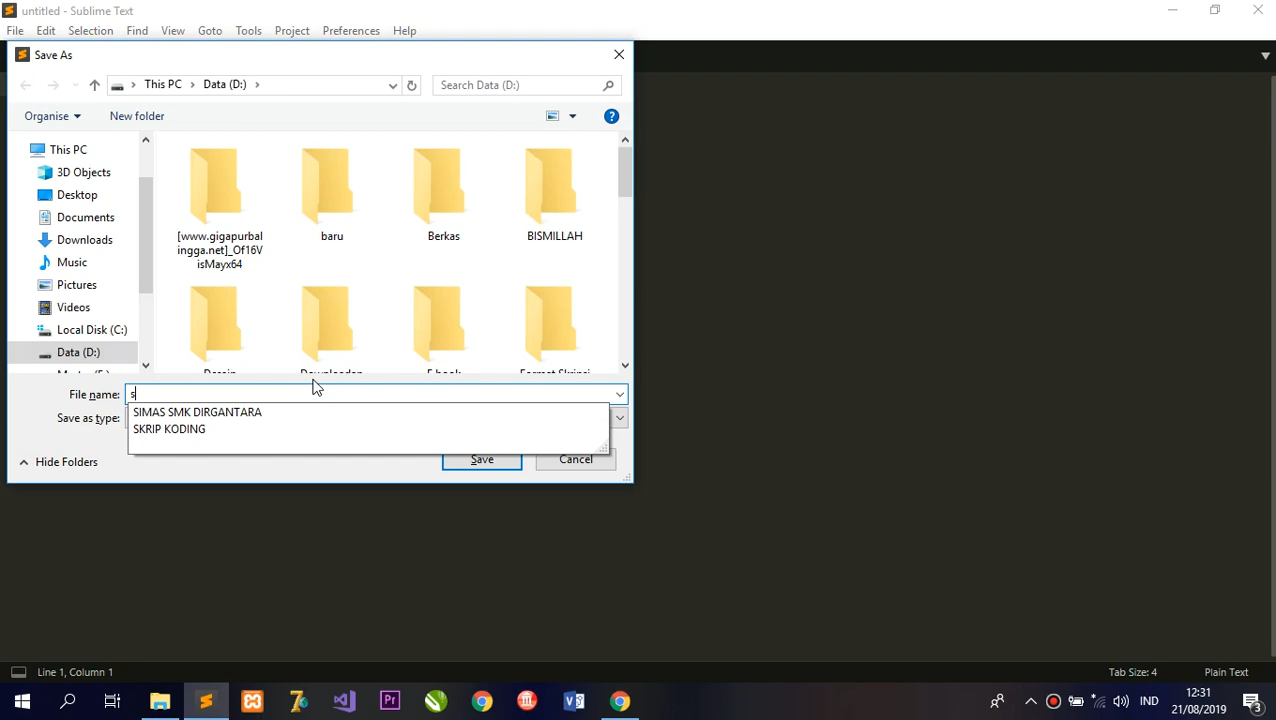 untitled - Sublime Text
File Edit Selection Find View Goto Tools Project Preferences Help
Save As
This PC > Data (D:) >
Search Data (D:)
Organise
New folder
This PC
3D Objects
Desktop
Documents
Downloads
Music
Pictures
Videos
Local Disk (C:)
Data (D:)
[www.gigapurbal
ingga.net]_Of16V
isMayx64
baru
Berkas
BISMILLAH
File name: s
SIMAS SMK DIRGANTARA
SKRIP KODING
Save as type:
Hide Folders
Save
Cancel
Line 1, Column 1
Tab Size: 4
Plain Text
IND
12:31
21/08/2019
3